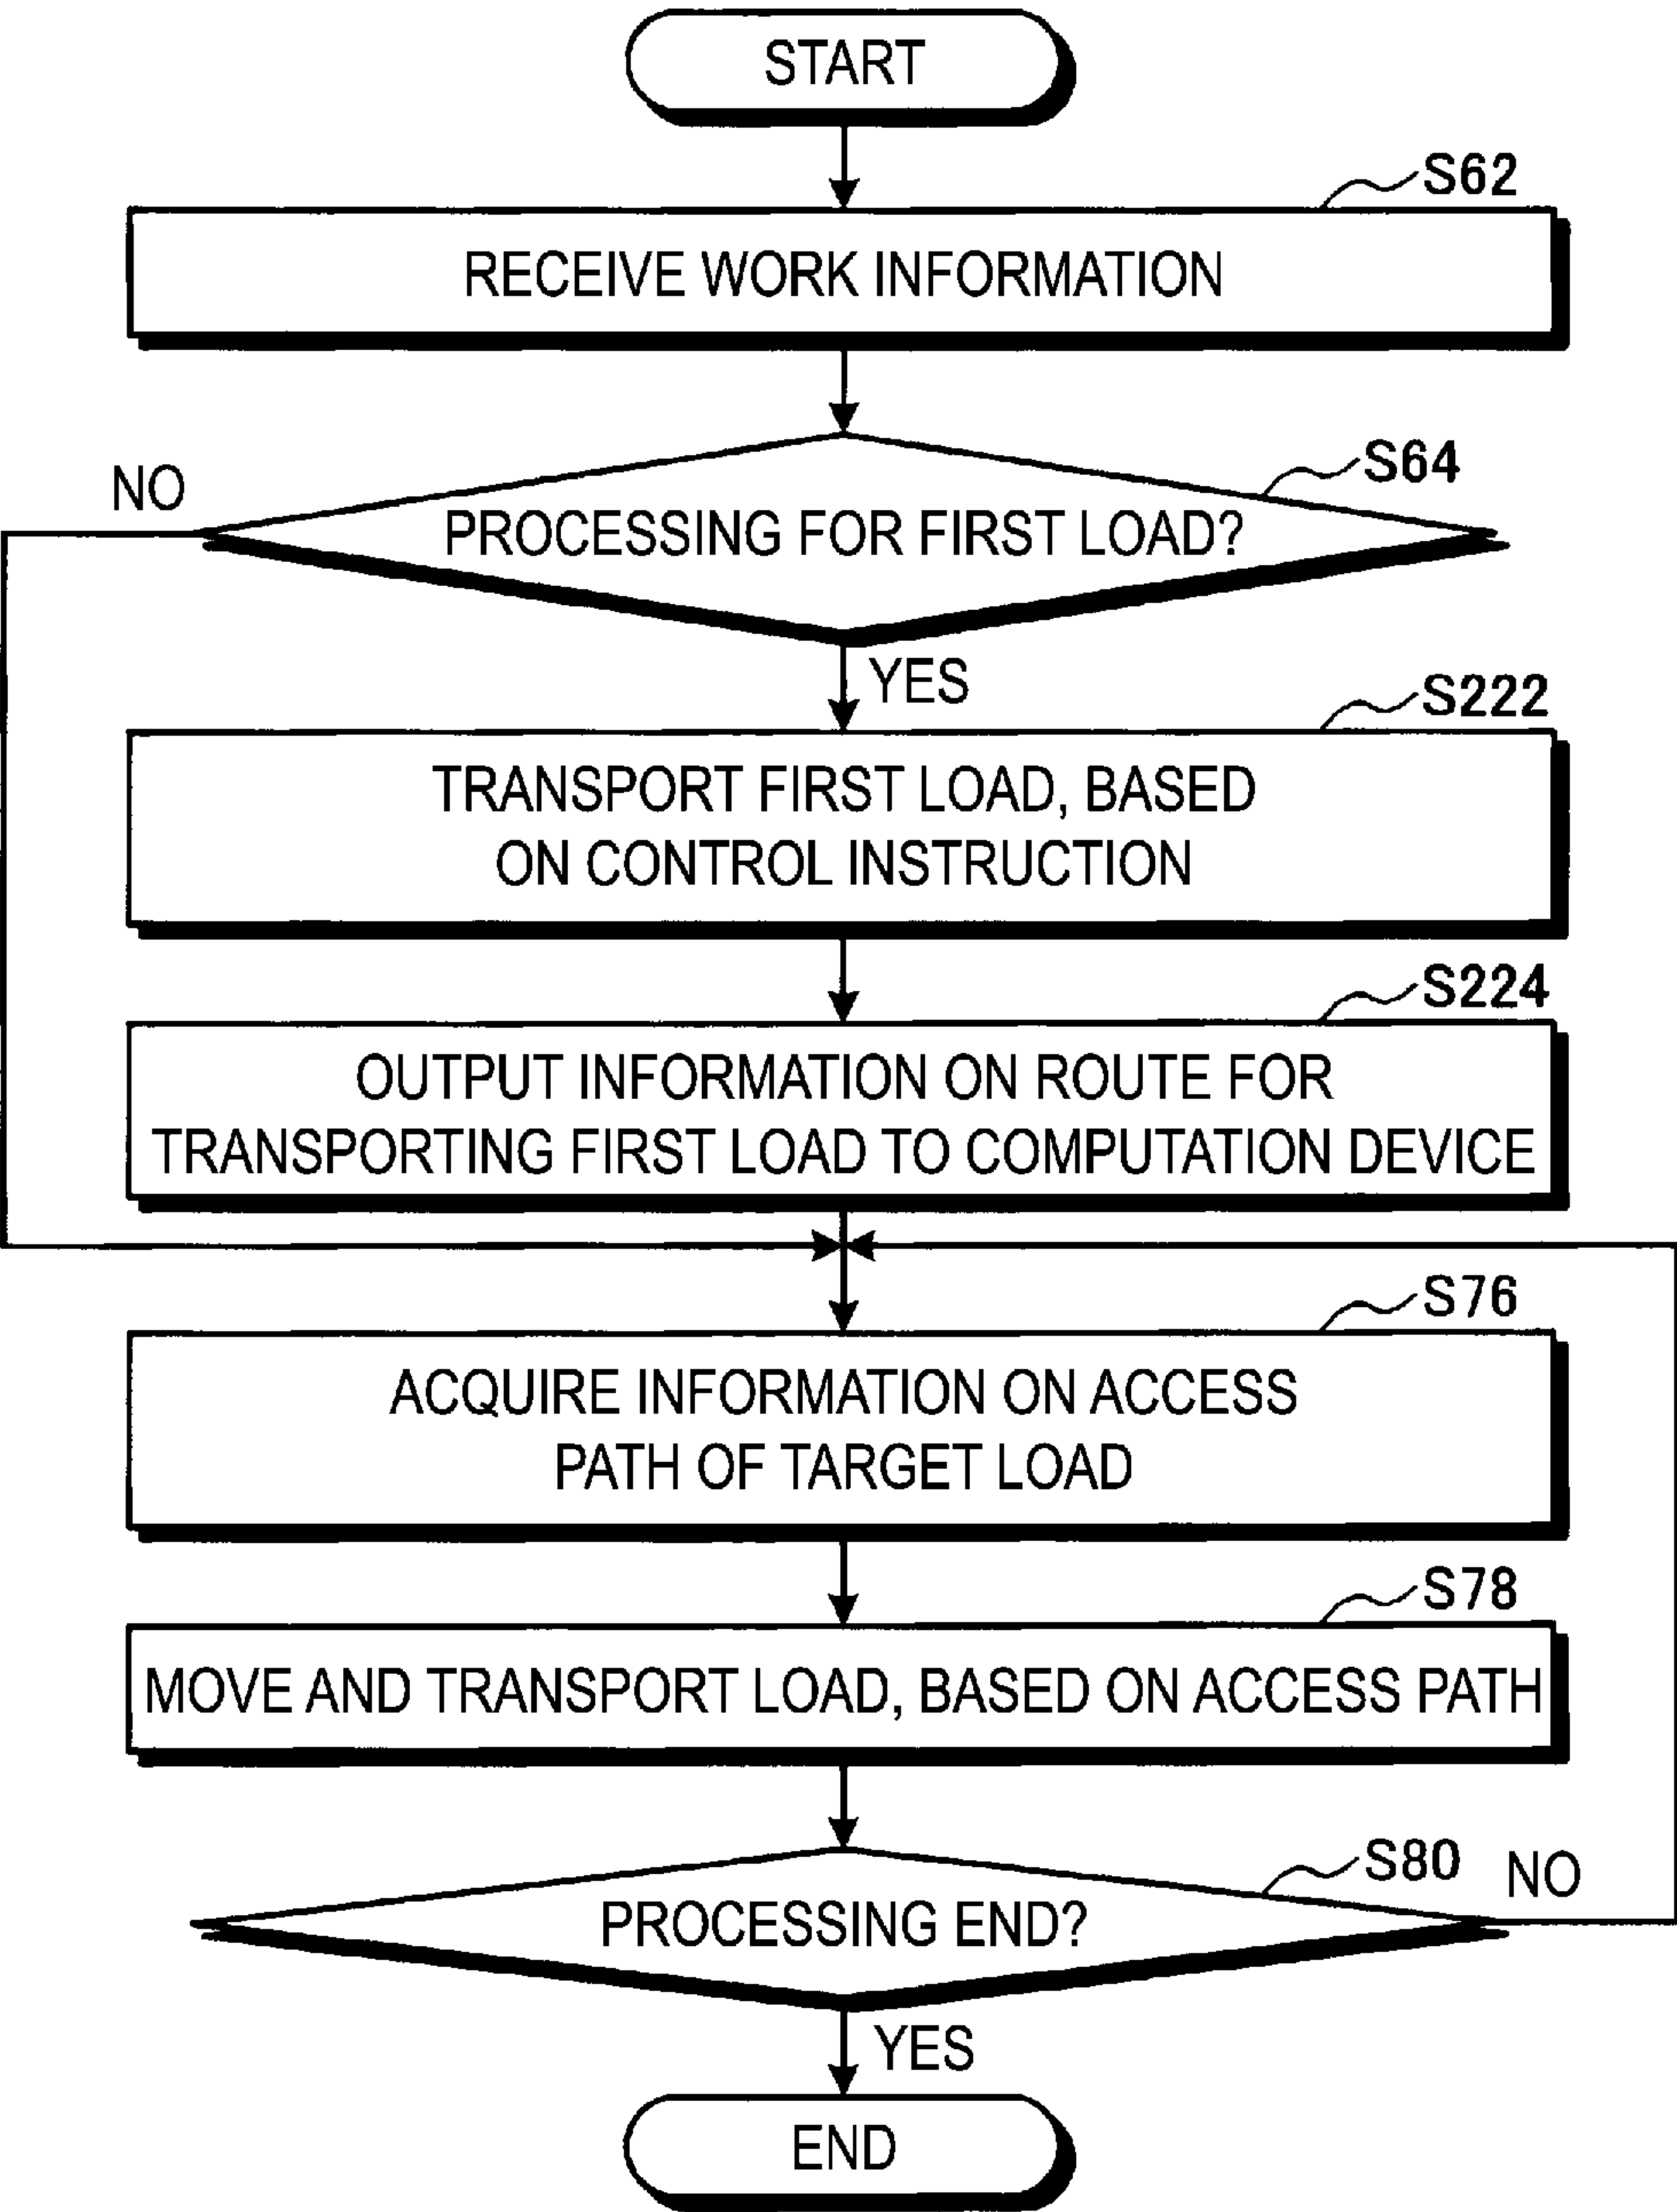 START
S62
RECEIVE WORK INFORMATION
S64
NO
PROCESSING FOR FIRST LOAD?
YES
S222
TRANSPORT FIRST LOAD, BASED
ON CONTROL INSTRUCTION
S224
OUTPUT INFORMATION ON ROUTE FOR
TRANSPORTING FIRST LOAD TO COMPUTATION DEVICE
S76
ACQUIRE INFORMATION ON ACCESS
PATH OF TARGET LOAD
S78
MOVE AND TRANSPORT LOAD, BASED ON ACCESS PATH
S80
NO
PROCESSING END?
YES
END